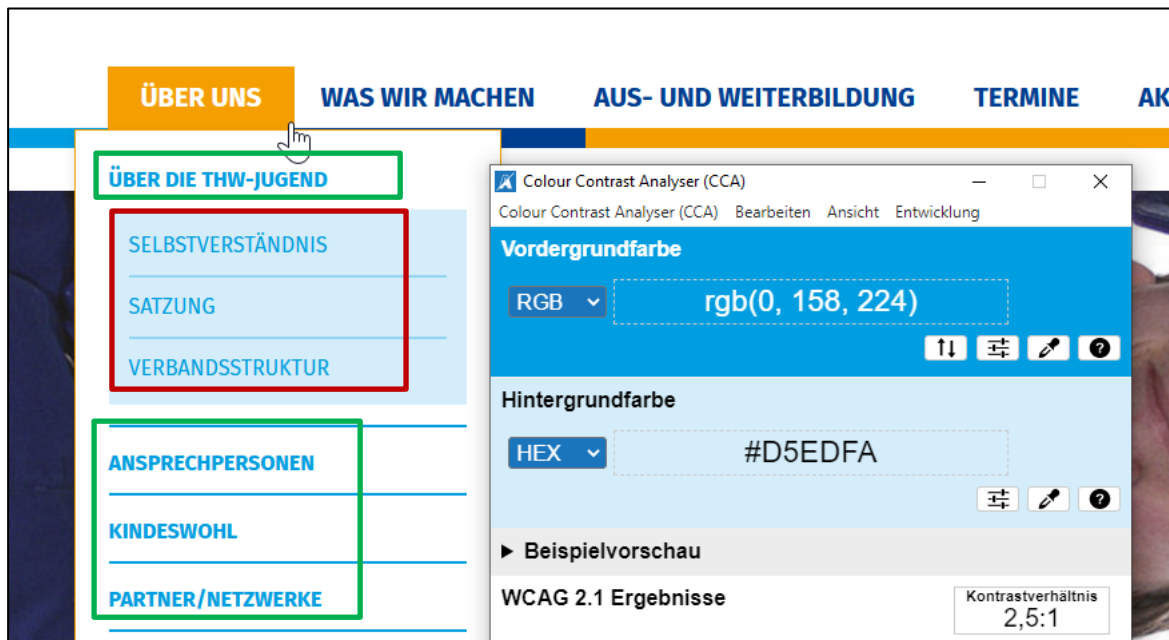 ÜBER UNS WAS WIR MACHEN AUS- UND WEITERBILDUNG TERMINE AK
ÜBER DIE THW-JUGEND
SELBSTVERSTÄNDNIS
SATZUNG
VERBANDSSTRUKTUR
ANSPRECHPERSONEN
KINDESWOHL
PARTNER/NETZWERKE
Colour Contrast Analyser (CCA)
Colour Contrast Analyser (CCA) Bearbeiten Ansicht Entwicklung
Vordergrundfarbe
RGB rgb(0, 158, 224)
Hintergrundfarbe
HEX #D5EDFA
Beispielvorschau
WCAG 2.1 Ergebnisse
Kontrastverhältnis
2,5:1